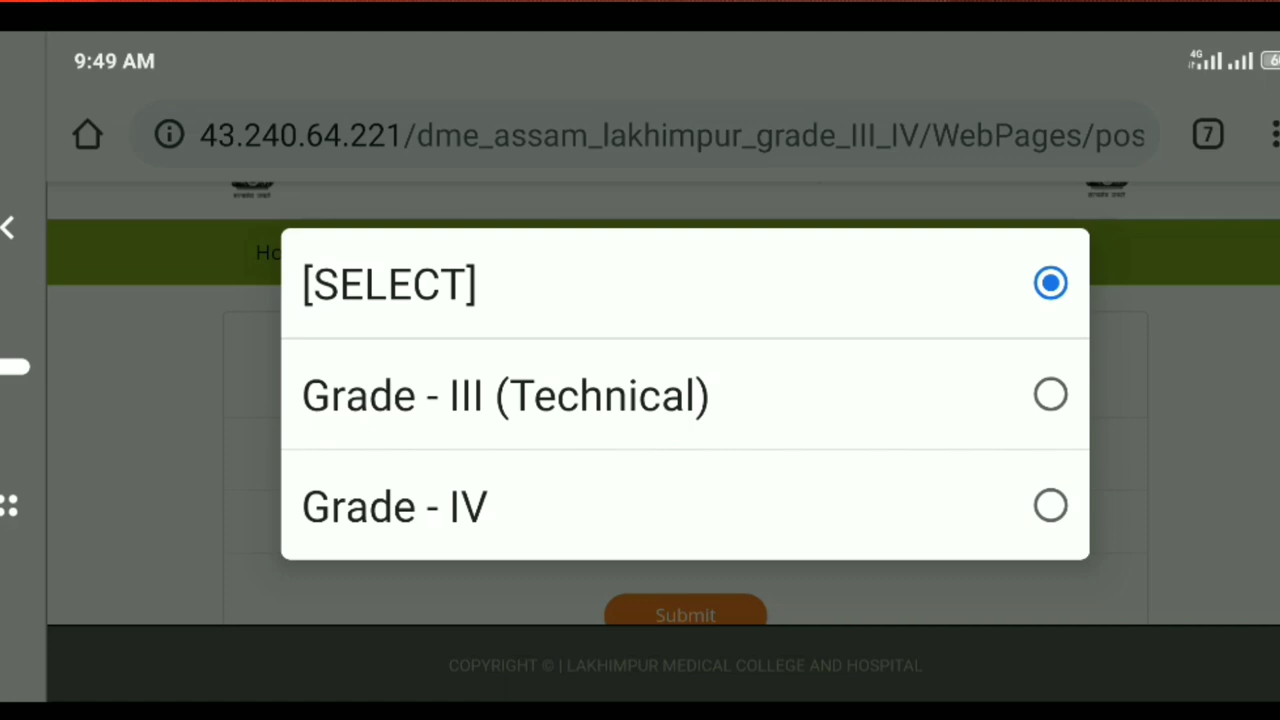 9:49 AM
4G
43.240.64.221/dme_assam_lakhimpur_grade_III_IV/WebPages/pos
7
[SELECT]
Grade - III (Technical)
Grade - IV
Submit
COPYRIGHT © | LAKHIMPUR MEDICAL COLLEGE AND HOSPITAL